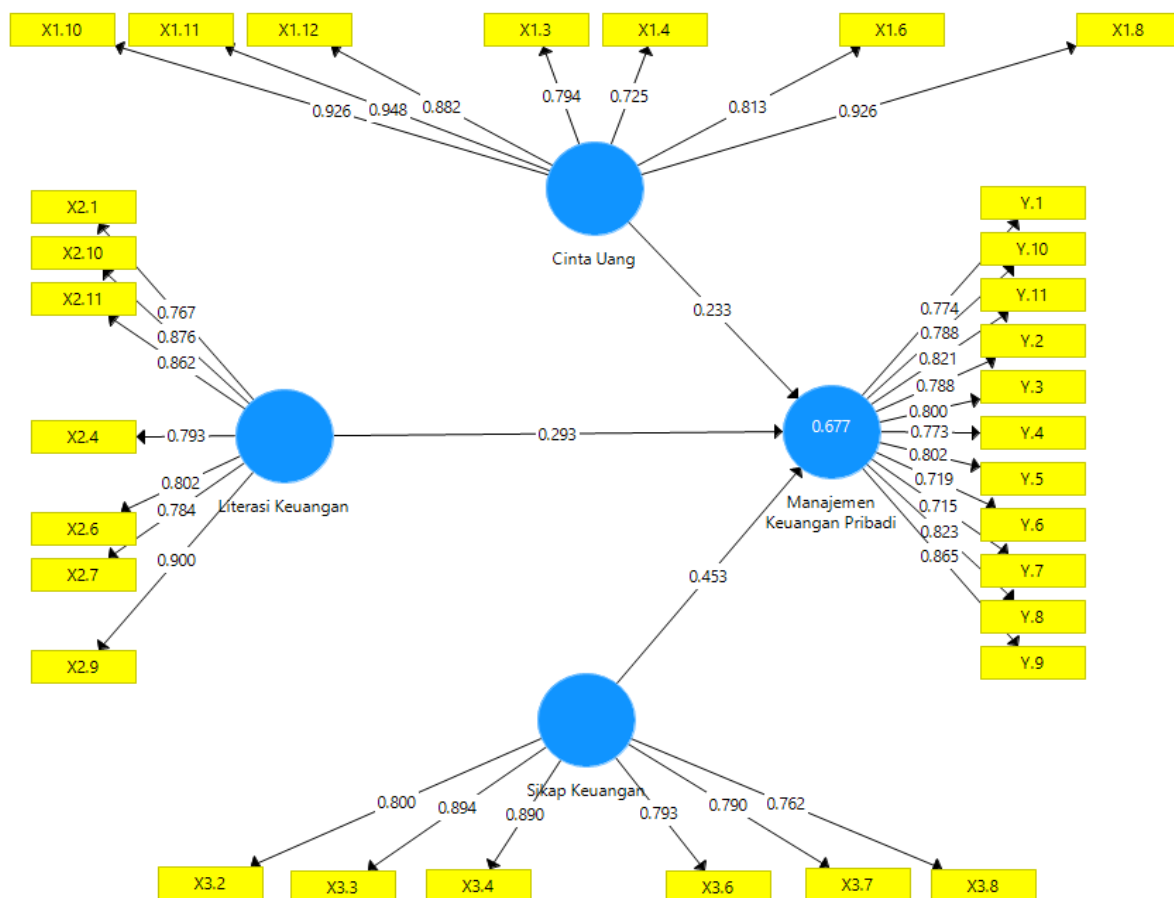 X1.10
X1.11
X1.12
X1.3
X1.4
X1.6
X1.8
0.926
0.948
0.882
0.794
0.725
0.813
0.926
Cinta Uang
X2.1
X2.10
X2.11
X2.4
X2.6
X2.7
X2.9
0.767
0.876
0.862
0.793
0.802
0.784
0.900
Literasi Keuangan
0.233
0.293
0.453
0.677
Manajemen
Keuangan Pribadi
0.774
0.788
0.821
0.788
0.800
0.773
0.802
0.719
0.715
0.823
0.865
Y.1
Y.10
Y.11
Y.2
Y.3
Y.4
Y.5
Y.6
Y.7
Y.8
Y.9
Sikap Keuangan
0.800
0.894
0.890
0.793
0.790
0.762
X3.2
X3.3
X3.4
X3.6
X3.7
X3.8